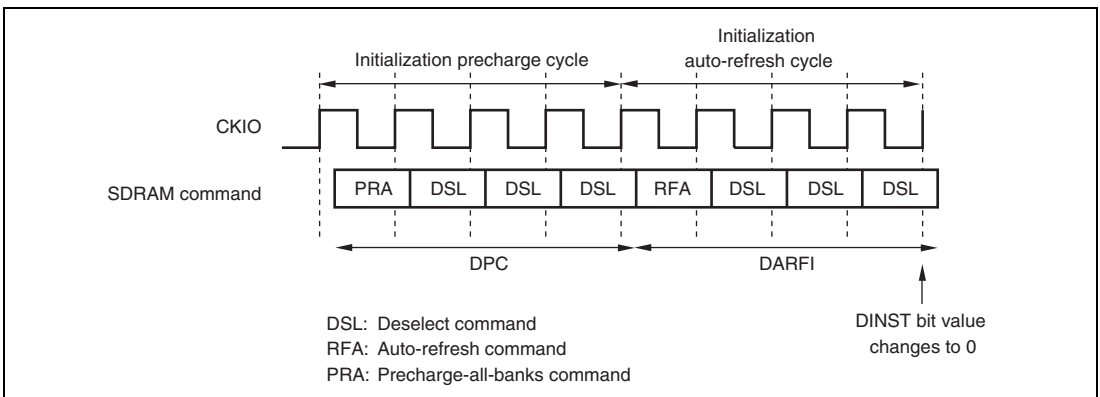 Initialization
Initialization precharge cycle auto-refresh cycle
CKIO
SDRAM command PRA DSL DSL DSL RFA DSL DSL DSL
DPC DARFI
DSL: Deselect command DINST bit value
RFA: Auto-refresh command changes to 0
PRA: Precharge-all-banks command